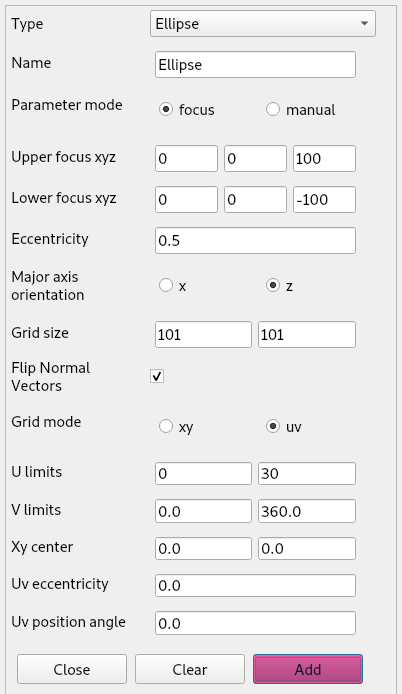 Type Ellipse
Name Ellipse
Parameter mode focus manual
Upper focus xyz 0 0 100
Lower focus xyz 0 0 -100
Eccentricity 0.5
Major axis
orientation x z
Grid size 101 101
Flip Normal
Vectors
Grid mode xy uv
U limits 0 30
V limits 0.0 360.0
Xy center 0.0 0.0
Uv eccentricity 0.0
Uv position angle 0.0
Close Clear Add